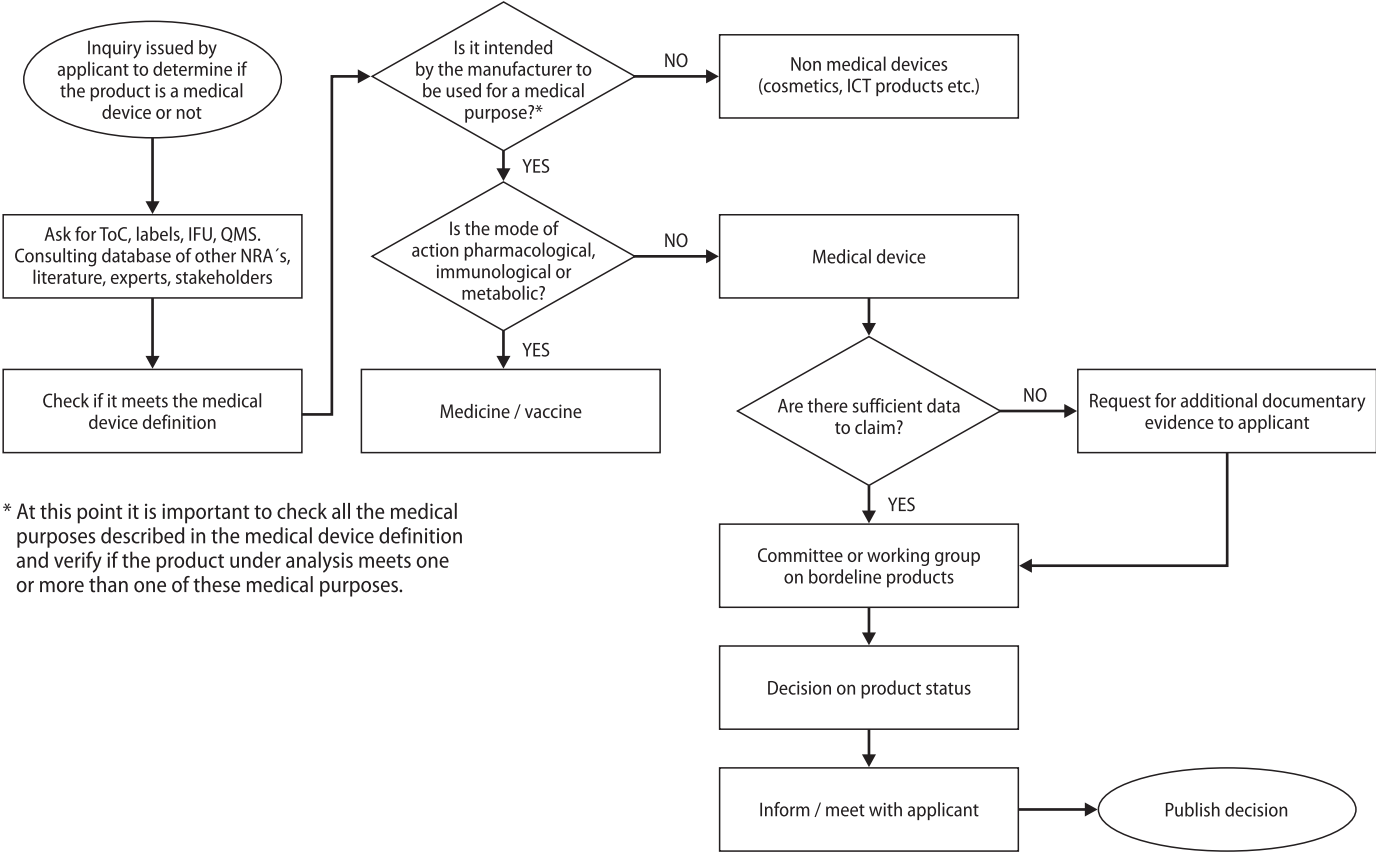 Inquiry issued by
applicant to determine if
the product is a medical
device or not
Ask for ToC, labels, IFU, QMS.
Consulting database of other NRA´s,
literature, experts, stakeholders
Check if it meets the medical
device definition
Is it intended
by the manufacturer to
be used for a medical
purpose?*
NO
Non medical devices
(cosmetics, ICT products etc.)
YES
Is the mode of
action pharmacological,
immunological or
metabolic?
NO
Medical device
YES
Medicine / vaccine
Are there sufficient data
to claim?
NO
Request for additional documentary
evidence to applicant
YES
Committee or working group
on bordeline products
Decision on product status
Inform / meet with applicant
Publish decision
* At this point it is important to check all the medical
purposes described in the medical device definition
and verify if the product under analysis meets one
or more than one of these medical purposes.